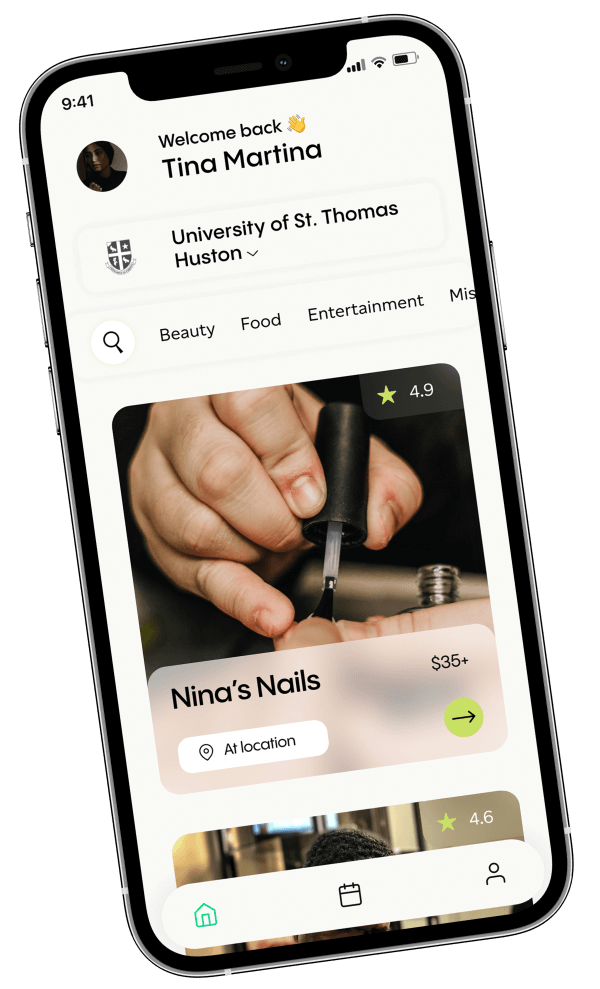 9:41
Welcome back 👋
Tina Martina
University of St. Thomas
Huston
Beauty Food Entertainment Mis
4.9
Nina's Nails
$35+
At location
4.6